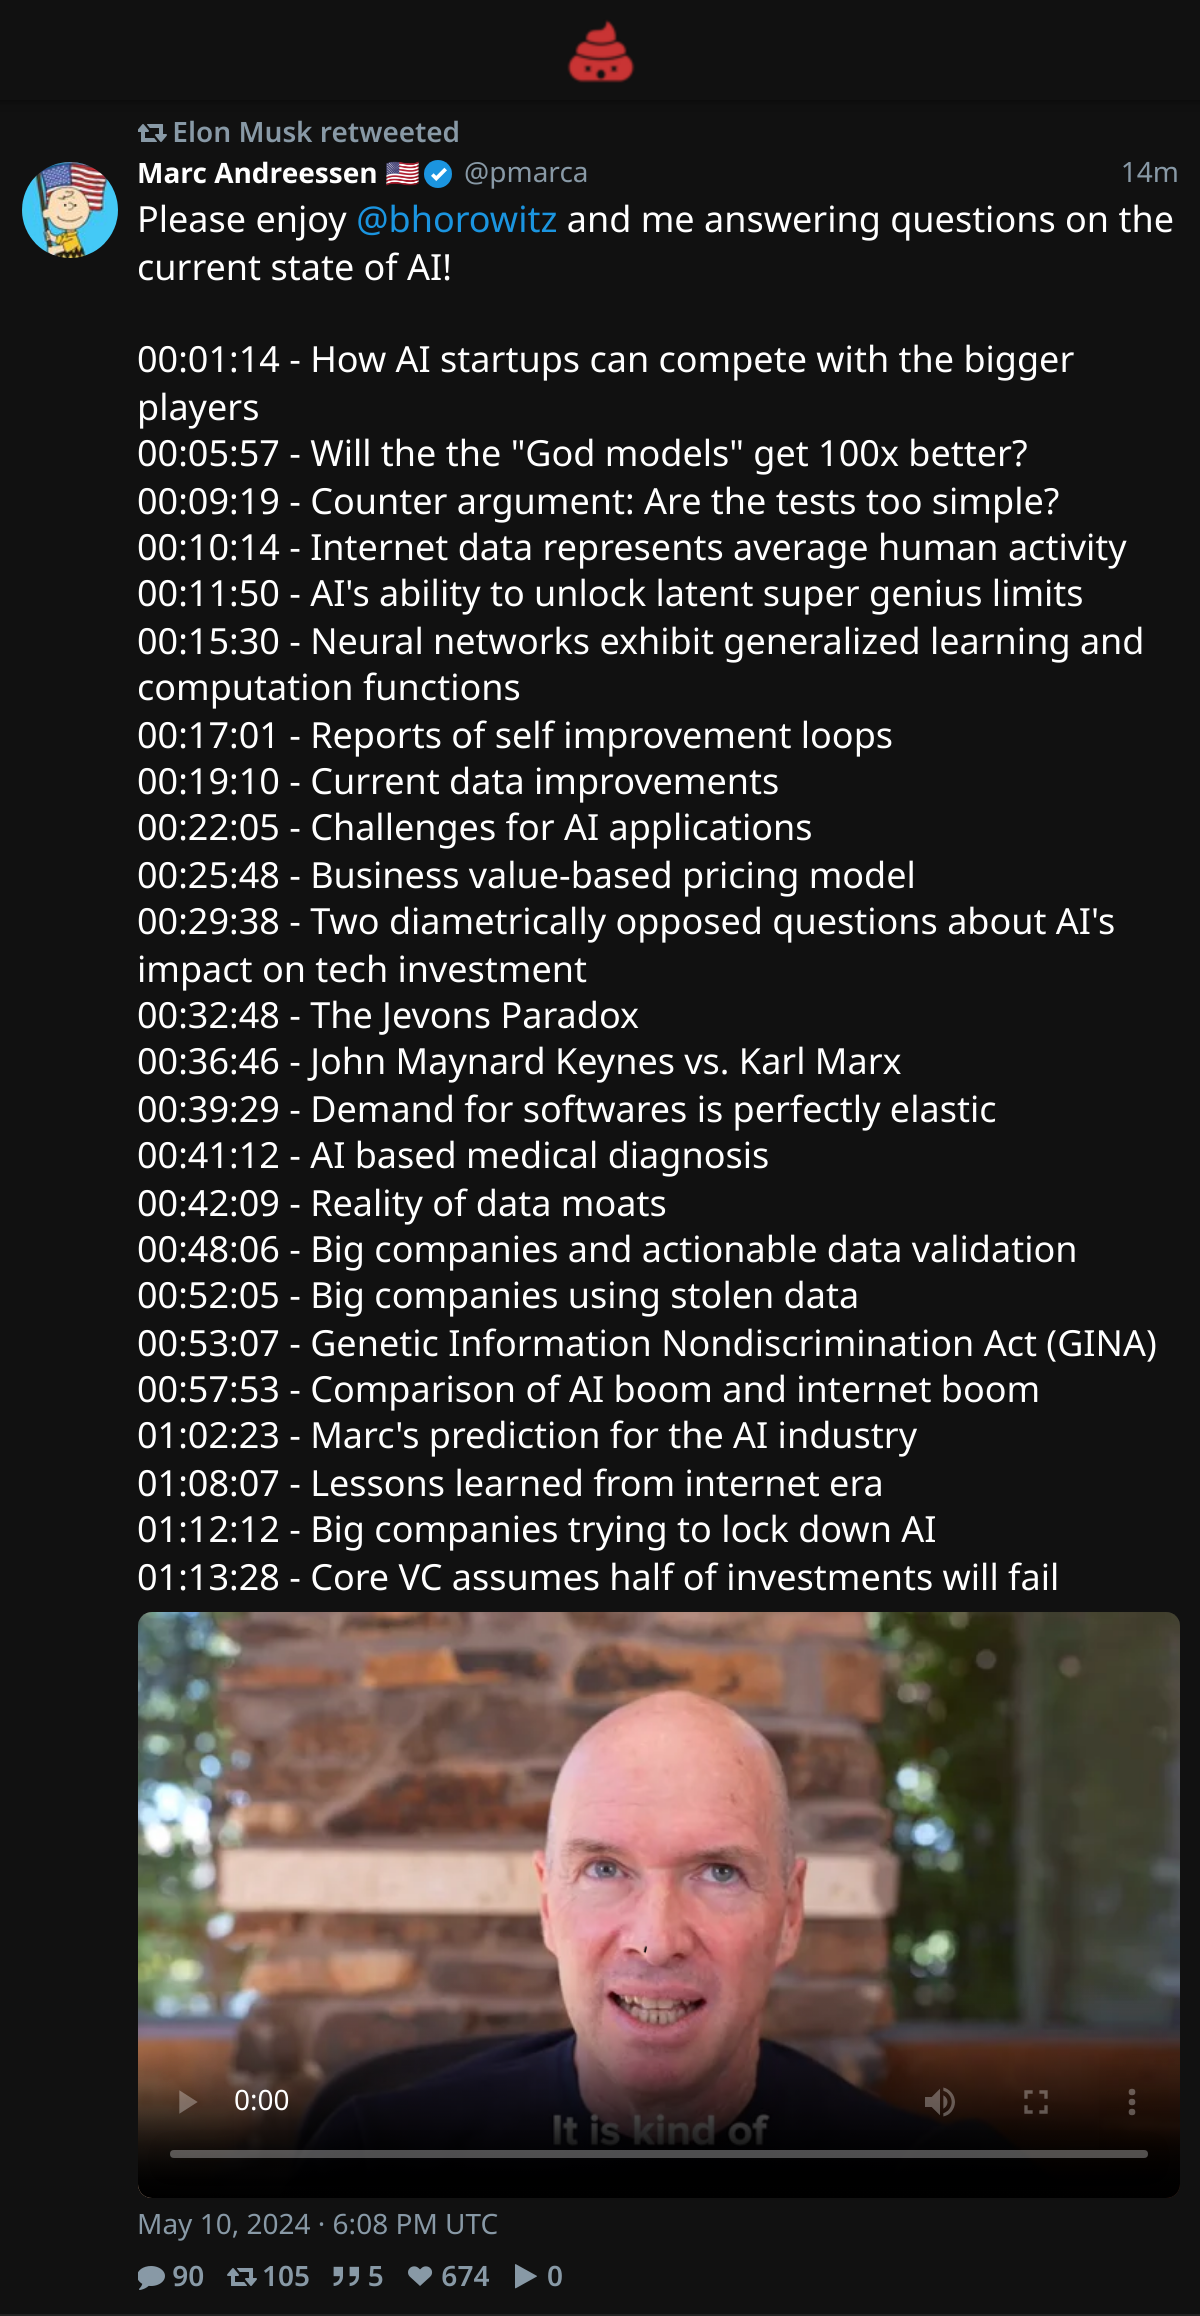 Elon Musk retweeted
Marc Andreessen 🇺🇸 @pmarca 14m
Please enjoy @bhorowitz and me answering questions on the
current state of AI!
00:01:14 - How AI startups can compete with the bigger
players
00:05:57 - Will the the "God models" get 100x better?
00:09:19 - Counter argument: Are the tests too simple?
00:10:14 - Internet data represents average human activity
00:11:50 - AI's ability to unlock latent super genius limits
00:15:30 - Neural networks exhibit generalized learning and
computation functions
00:17:01 - Reports of self improvement loops
00:19:10 - Current data improvements
00:22:05 - Challenges for AI applications
00:25:48 - Business value-based pricing model
00:29:38 - Two diametrically opposed questions about AI's
impact on tech investment
00:32:48 - The Jevons Paradox
00:36:46 - John Maynard Keynes vs. Karl Marx
00:39:29 - Demand for softwares is perfectly elastic
00:41:12 - AI based medical diagnosis
00:42:09 - Reality of data moats
00:48:06 - Big companies and actionable data validation
00:52:05 - Big companies using stolen data
00:53:07 - Genetic Information Nondiscrimination Act (GINA)
00:57:53 - Comparison of AI boom and internet boom
01:02:23 - Marc's prediction for the AI industry
01:08:07 - Lessons learned from internet era
01:12:12 - Big companies trying to lock down AI
01:13:28 - Core VC assumes half of investments will fail
0:00
It is kind of
May 10, 2024 · 6:08 PM UTC
90 105 5 674 0